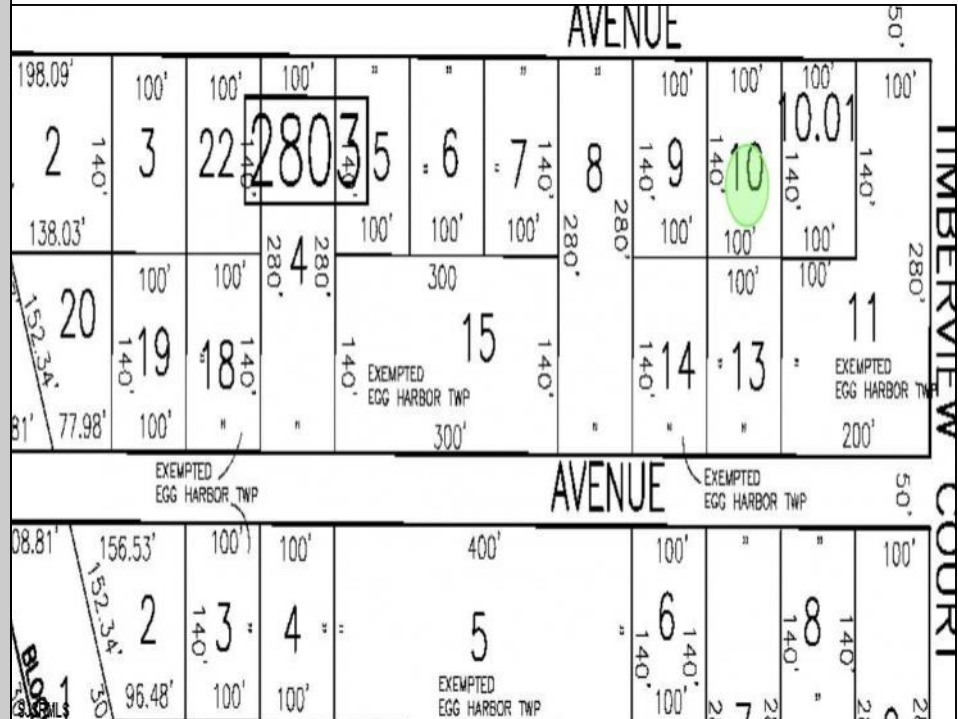 AVENUE
50'
198.09' 100' 100' 100' " " " " 100' 100' 100' 100'
2 140' 3 22 140' 2803 140' 5 " 6 " 7 140' 8 140' 9 140' 10 140' 10.01 140'
138.03' 100' 100' 100' 100' 100' 100'
280' 4 280' 280' 280' 280'
100' 100' 300 100' 100'
152.34' 20 140' 19 "18 140' 140' 15 140' 140' 14 " 13 " 11
EXEMPTED
EGG HARBOR TWP
EXEMPTED
EGG HARBOR TWP
77.98' 100' " " 300' " " " 200'
TIMBERVIEW COURT
EXEMPTED
EGG HARBOR TWP
AVENUE
EXEMPTED
EGG HARBOR TWP
50'
08.81' 156.53' 100' 100' 400' 100' " " 100'
152.34' 2 140' 3 " 4 " " 5 " 140' 6 140' 140' 8 140'
1 30 96.48' 100' 100' 100' 7 "
EXEMPTED
EGG HARBOR TWP